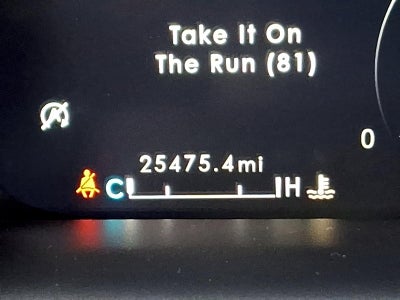 Take It On
The Run (81)
0
25475.4mi
C H